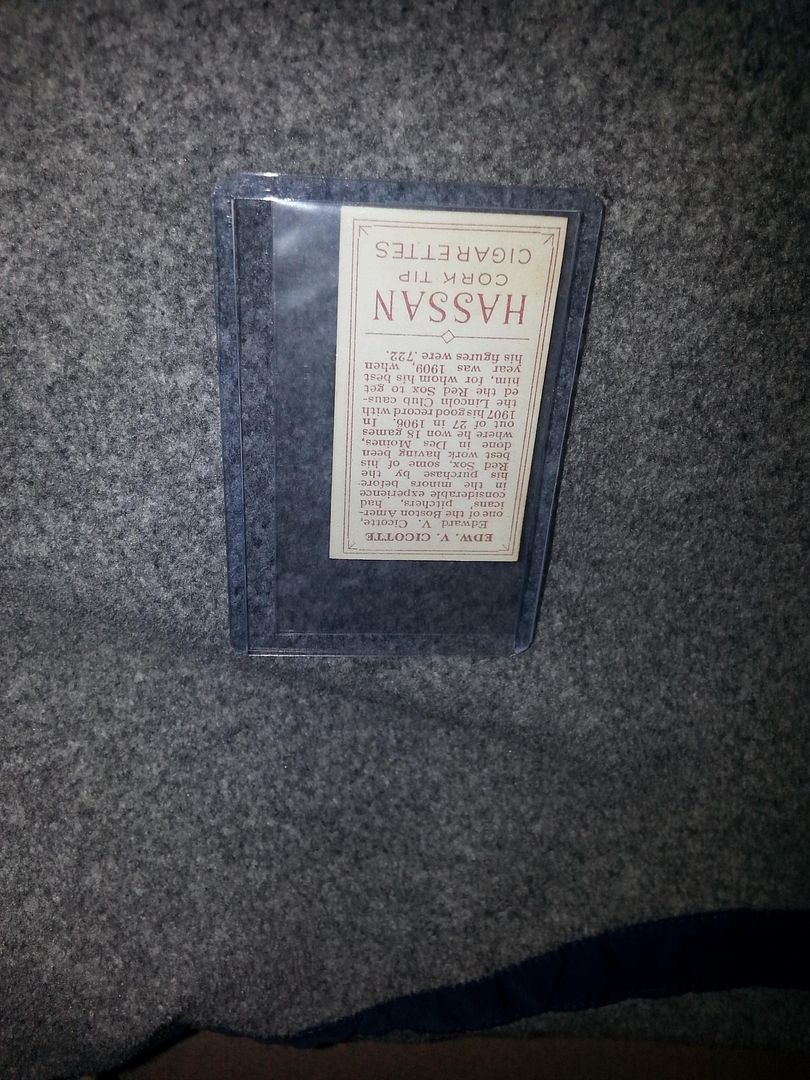 EDW. V. CICOTTE
Edward V. Cicotte,
one of the Boston Amer-
icans' pitchers, had
considerable experience
in the minors before
his purchase by the
Red Sox, some of his
best work having been
done in Des Moines,
where he won 18 games
out of 27 in 1906. In
1907 his good record with
the Lincoln Club caus-
ed the Red Sox to get
him, for whom his best
year was 1909, when
his figures were .722.
HASSAN
CORK TIP
CIGARETTES